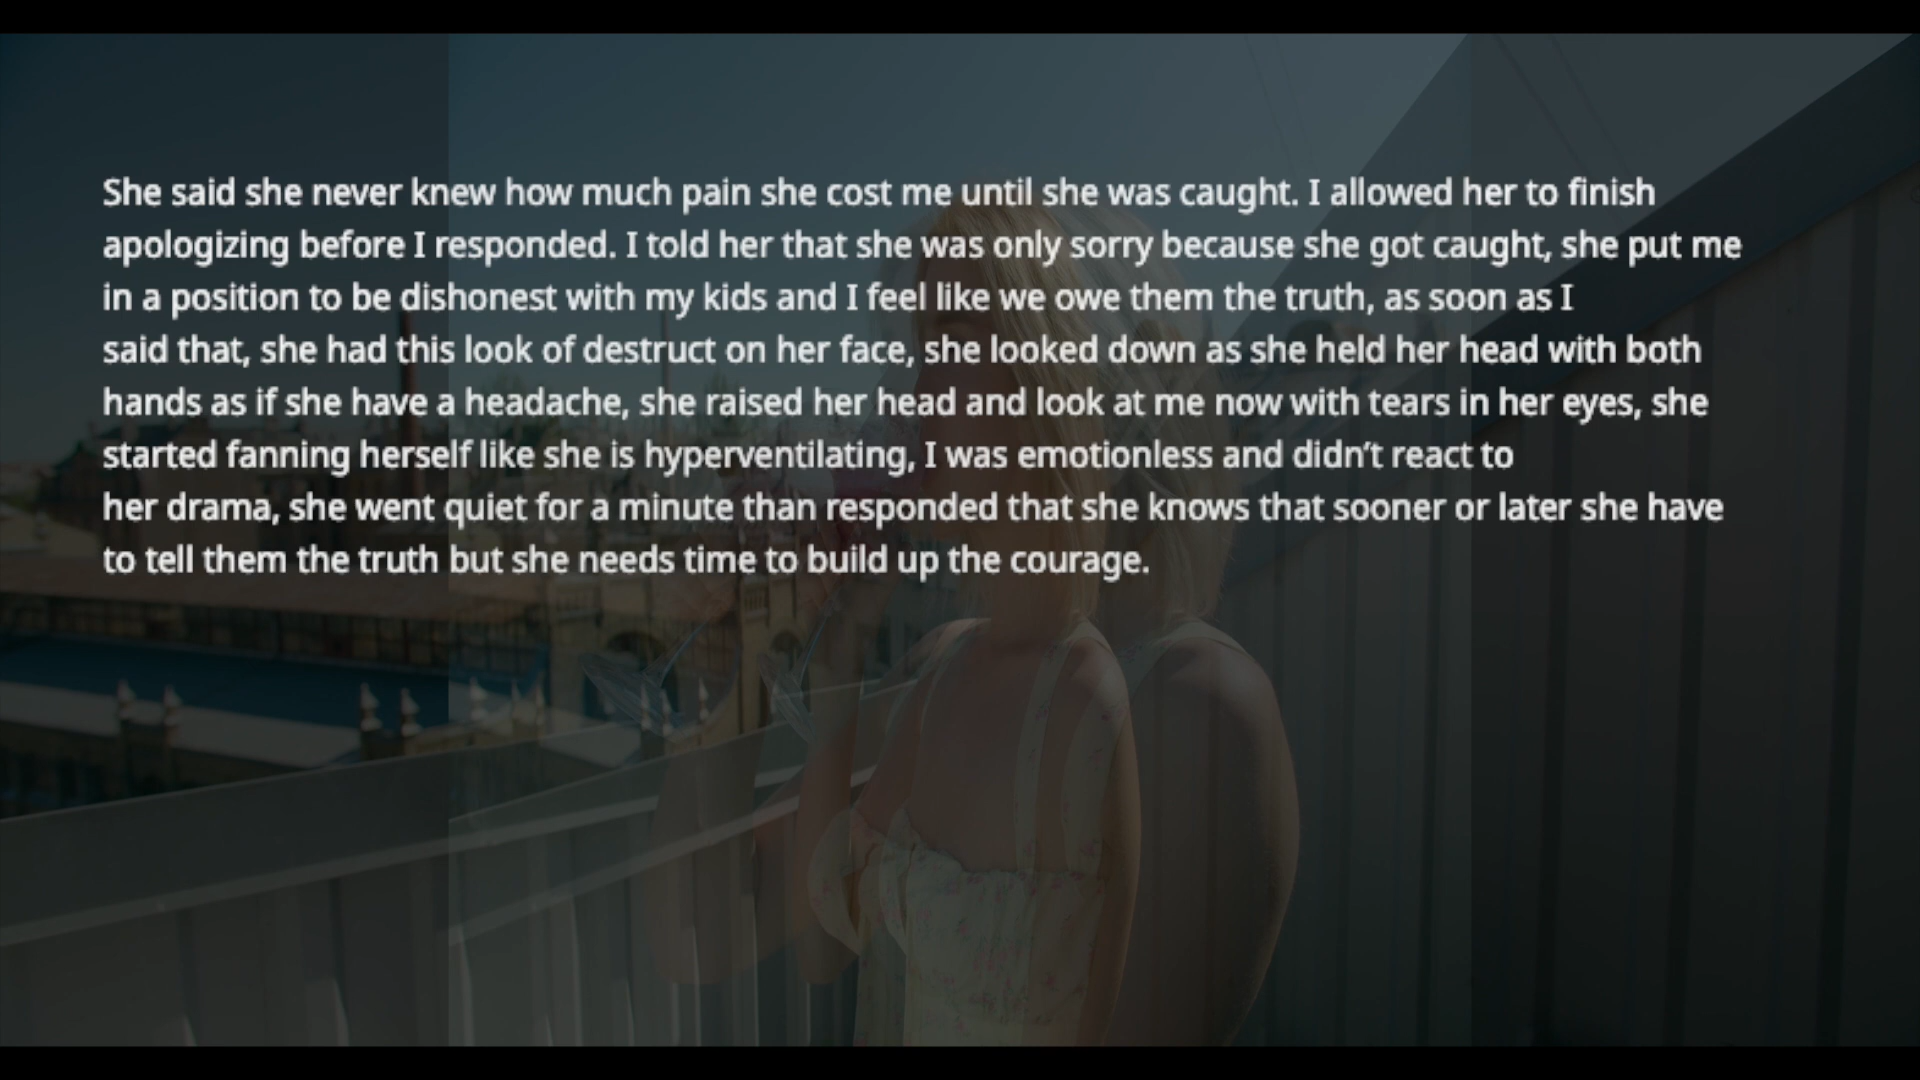 She said she never knew how much pain she cost me until she was caught. I allowed her to finish
apologizing before I responded. I told her that she was only sorry because she got caught, she put me
in a position to be dishonest with my kids and I feel like we owe them the truth, as soon as I
said that, she had this look of destruct on her face, she looked down as she held her head with both
hands as if she have a headache, she raised her head and look at me now with tears in her eyes, she
started fanning herself like she is hyperventilating, I was emotionless and didn’t react to
her drama, she went quiet for a minute than responded that she knows that sooner or later she have
to tell them the truth but she needs time to build up the courage.